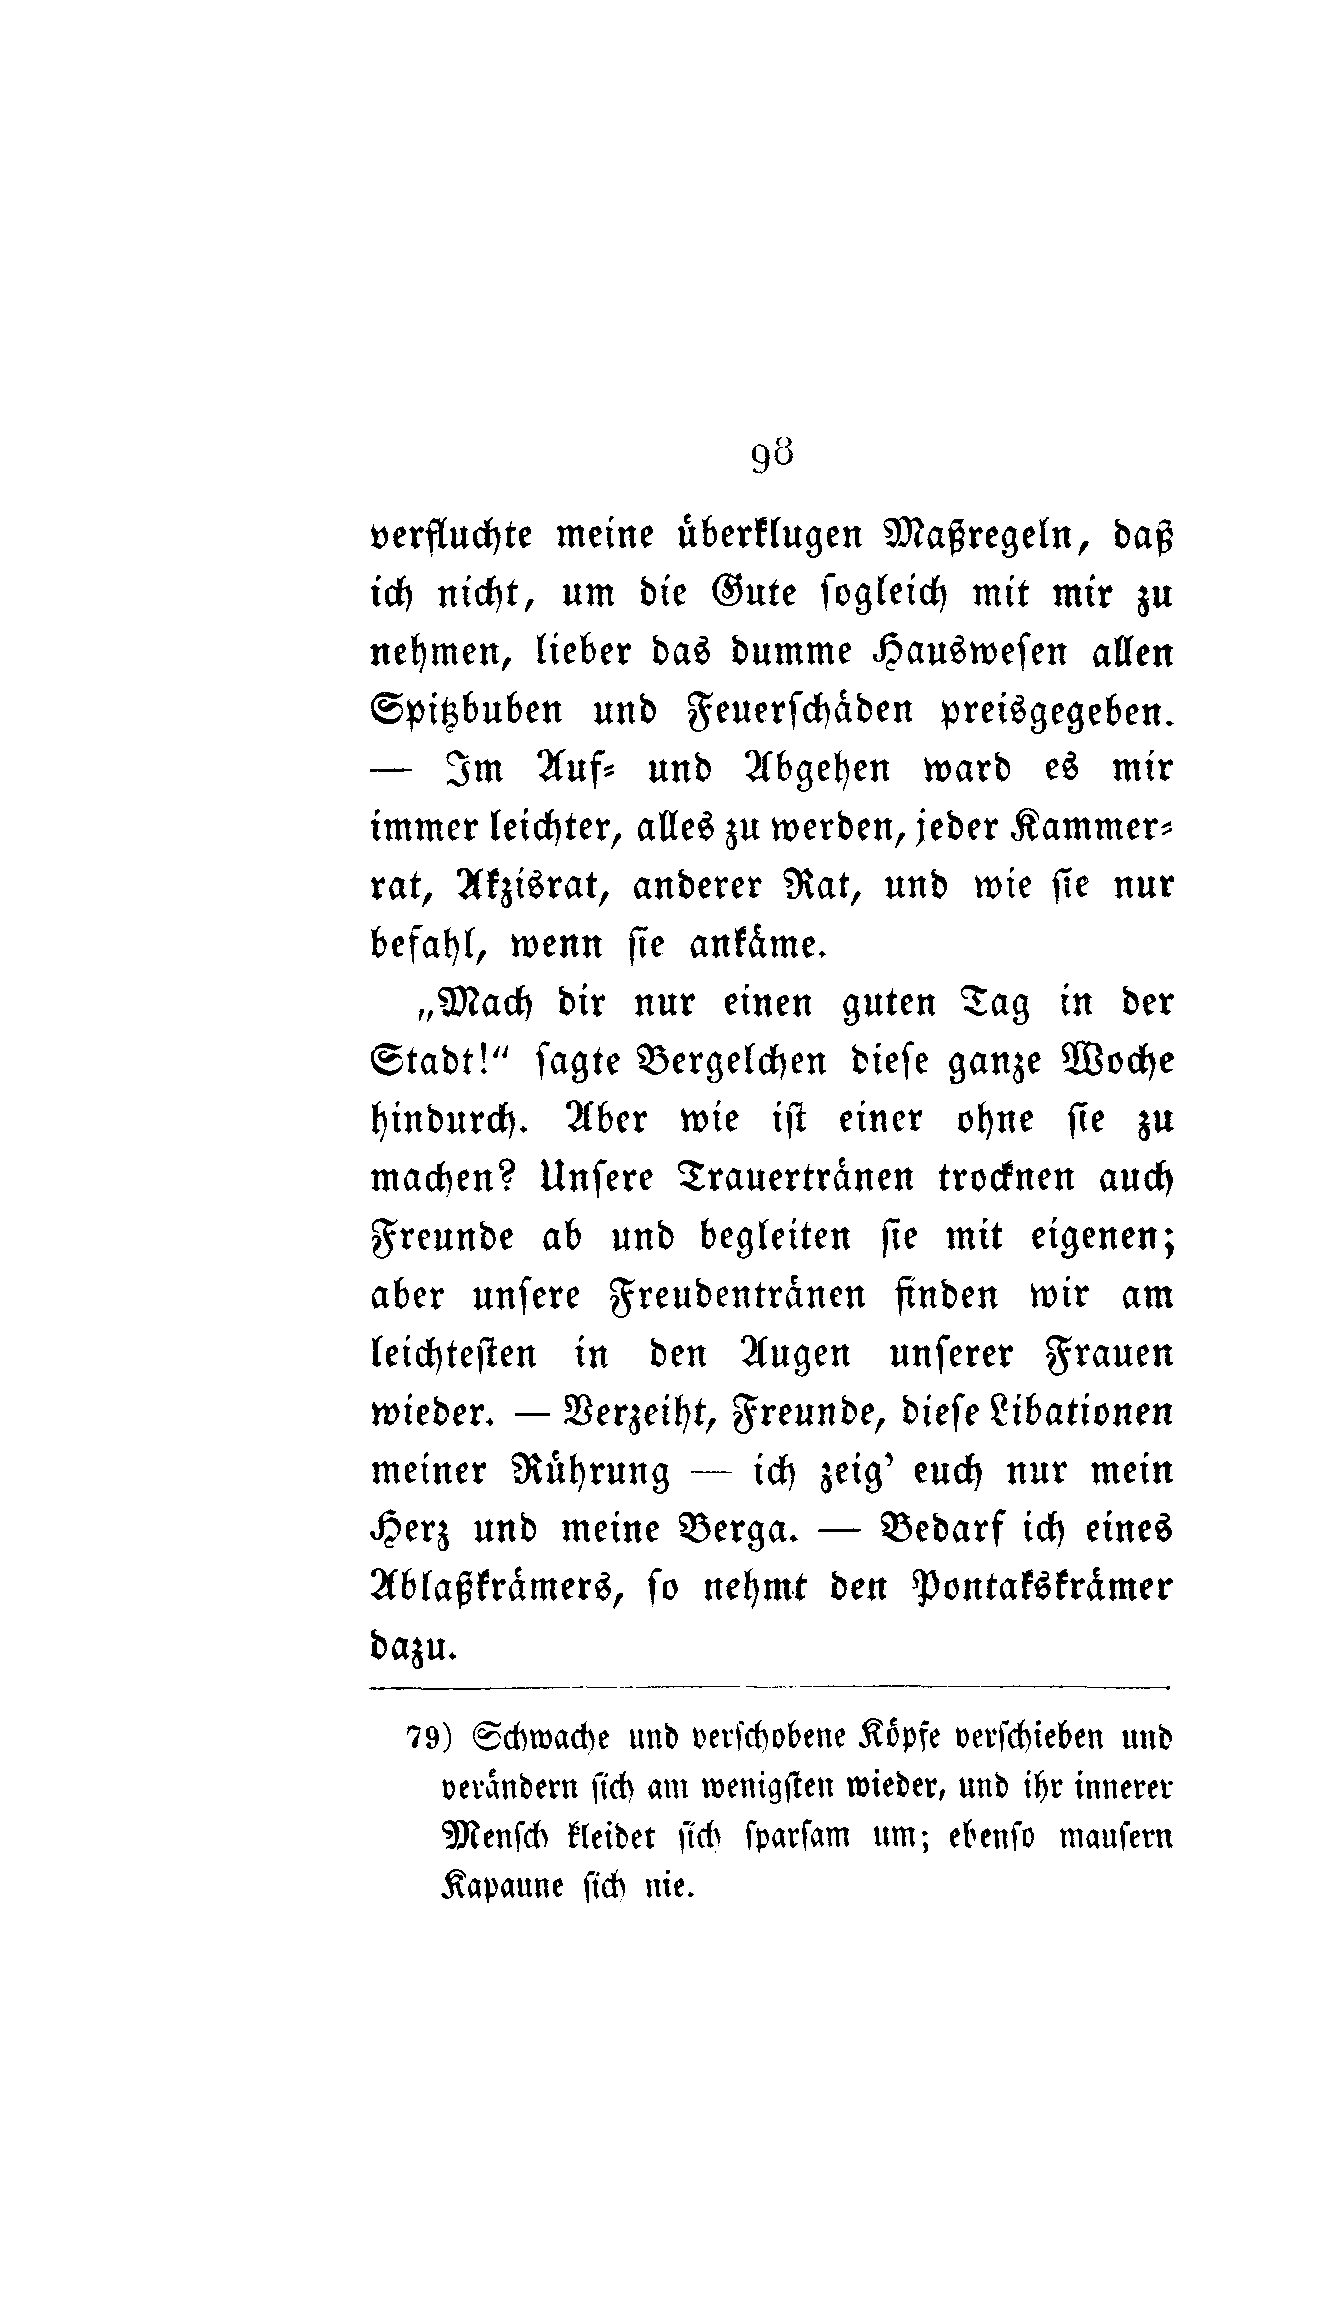 98
verfluchte meine überklugen Maßregeln, daß
ich nicht, um die Gute ſogleich mit mir zu
nehmen, lieber das dumme Hausweſen allen
Spitzbuben und Feuerſchäden preisgegeben.
— Im Auf⸗ und Abgehen ward es mir
immer leichter, alles zu werden, jeder Kammer⸗
rat, Akzisrat, anderer Rat, und wie ſie nur
befahl, wenn ſie ankäme.
„Mach dir nur einen guten Tag in der
Stadt!“ ſagte Bergelchen dieſe ganze Woche
hindurch. Aber wie iſt einer ohne ſie zu
machen? Unſere Trauertränen trocknen auch
Freunde ab und begleiten ſie mit eigenen;
aber unſere Freudentränen finden wir am
leichteſten in den Augen unſerer Frauen
wieder. — Verzeiht, Freunde, dieſe Libationen
meiner Rührung — ich zeig’ euch nur mein
Herz und meine Berga. — Bedarf ich eines
Ablaßkrämers, ſo nehmt den Pontakskrämer
dazu.
79) Schwache und verſchobene Köpfe verſchieben und
verändern ſich am wenigſten wieder, und ihr innerer
Menſch kleidet ſich ſparſam um; ebenſo mauſern
Kapaune ſich nie.